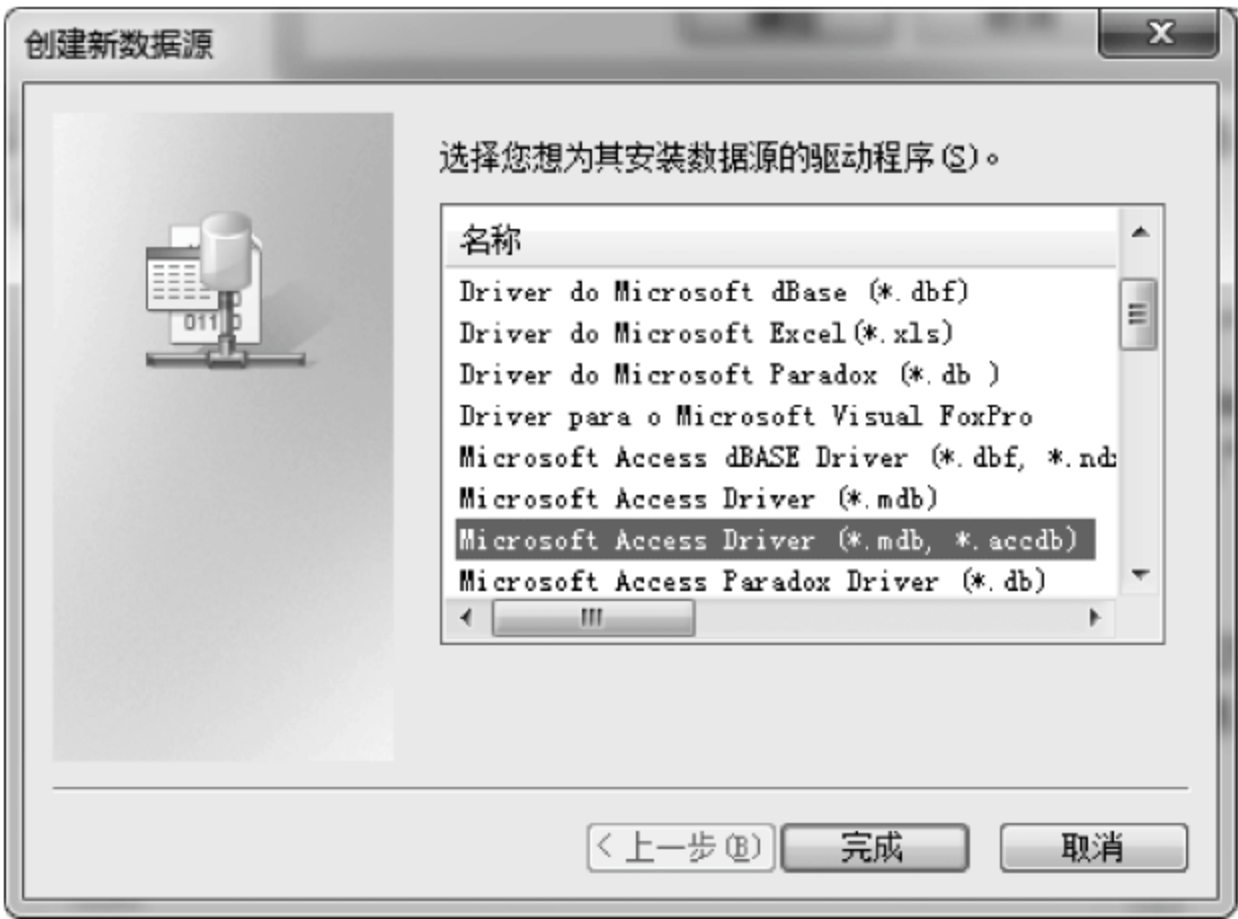 创建新数据源
选择您想为其安装数据源的驱动程序(S)。
名称
Driver do Microsoft dBase (*.dbf)
Driver do Microsoft Excel(*.xls)
Driver do Microsoft Paradox (*.db )
Driver para o Microsoft Visual FoxPro
Microsoft Access dBASE Driver (*.dbf, *.ndx
Microsoft Access Driver (*.mdb)
Microsoft Access Driver (*.mdb, *.accdb)
Microsoft Access Paradox Driver (*.db)
011
< 上一步(B)
完成
取消